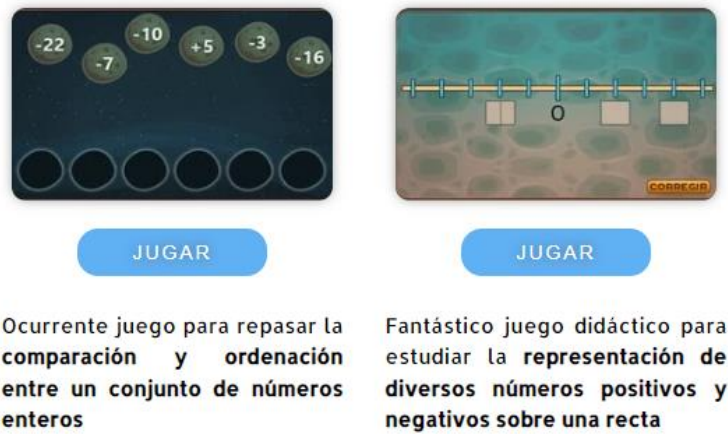 -22 -7 -10 +5 -3 -16
0
CORREGIR
JUGAR
JUGAR
Ocurrente juego para repasar la
comparación y ordenación
entre un conjunto de números
enteros
Fantástico juego didáctico para
estudiar la representación de
diversos números positivos y
negativos sobre una recta